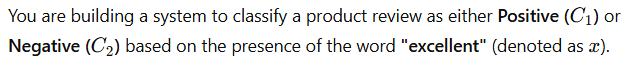 You are building a system to classify a product review as either Positive (C₁) or
Negative (C₂) based on the presence of the word "excellent" (denoted as x).